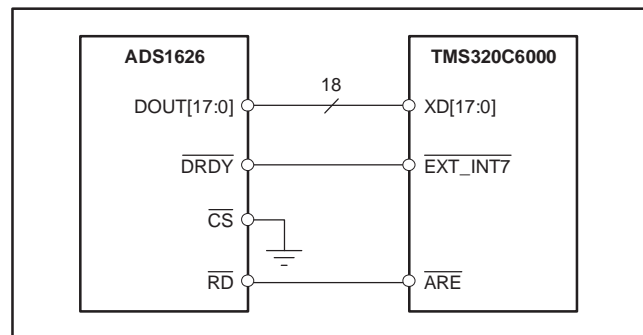 ADS1626 TMS320C6000
DOUT[17:0] 18 XD[17:0]
DRDY EXT_INT7
CS
RD ARE